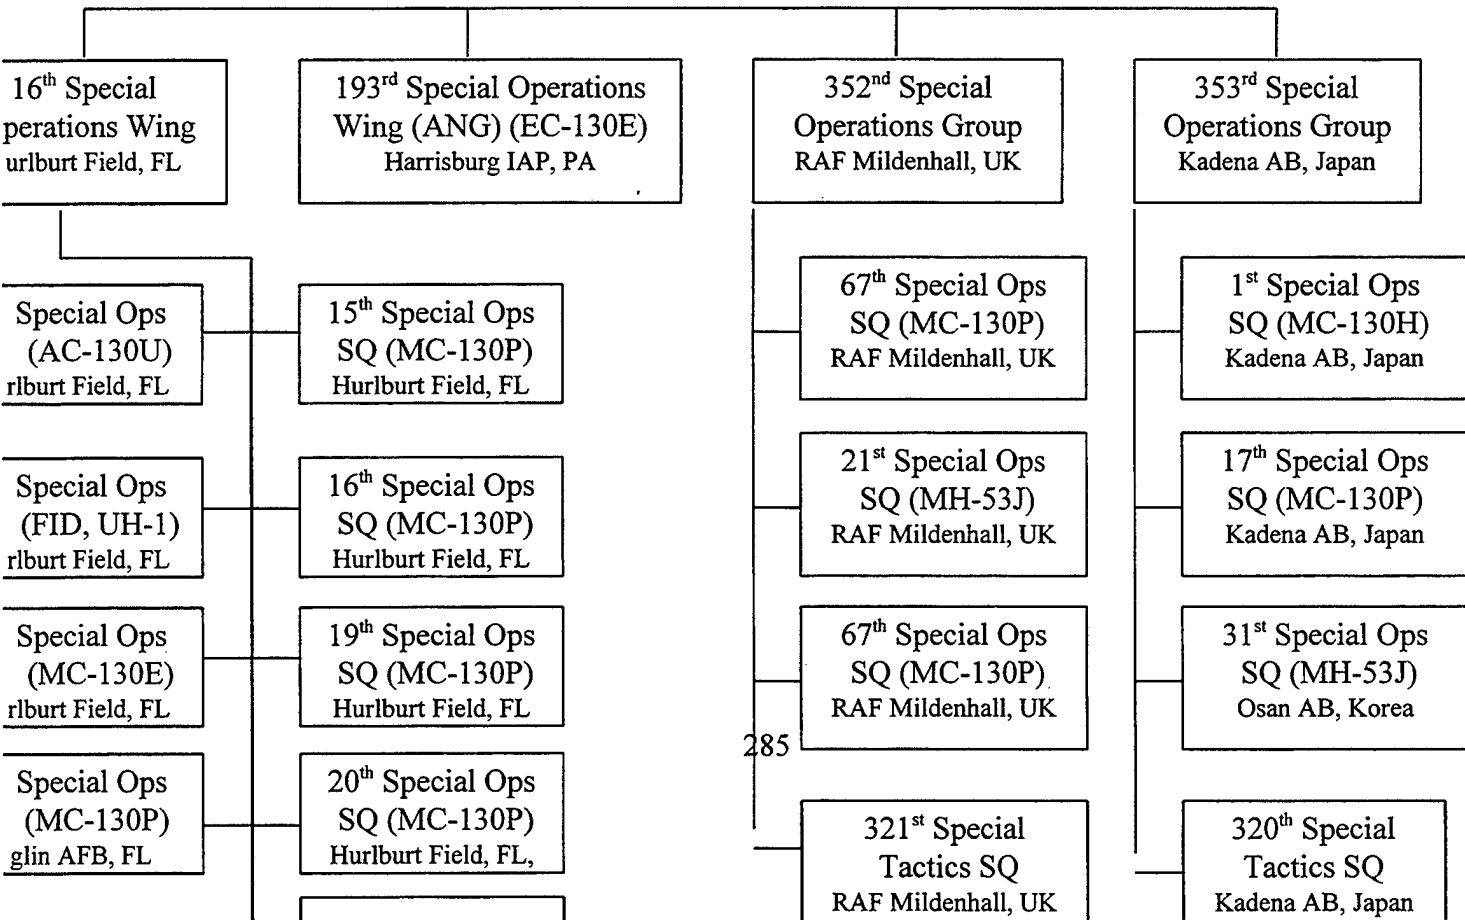 16th Special
perations Wing
urlburt Field, FL
193rd Special Operations
Wing (ANG) (EC-130E)
Harrisburg IAP, PA
352nd Special
Operations Group
RAF Mildenhall, UK
353rd Special
Operations Group
Kadena AB, Japan
Special Ops
(AC-130U)
rlburt Field, FL
Special Ops
(FID, UH-1)
rlburt Field, FL
Special Ops
(MC-130E)
rlburt Field, FL
Special Ops
(MC-130P)
glin AFB, FL
15th Special Ops
SQ (MC-130P)
Hurlburt Field, FL
16th Special Ops
SQ (MC-130P)
Hurlburt Field, FL
19th Special Ops
SQ (MC-130P)
Hurlburt Field, FL
20th Special Ops
SQ (MC-130P)
Hurlburt Field, FL,
67th Special Ops
SQ (MC-130P)
RAF Mildenhall, UK
21st Special Ops
SQ (MH-53J)
RAF Mildenhall, UK
67th Special Ops
SQ (MC-130P)
RAF Mildenhall, UK
285
321st Special
Tactics SQ
RAF Mildenhall, UK
1st Special Ops
SQ (MC-130H)
Kadena AB, Japan
17th Special Ops
SQ (MC-130P)
Kadena AB, Japan
31st Special Ops
SQ (MH-53J)
Osan AB, Korea
320th Special
Tactics SQ
Kadena AB, Japan